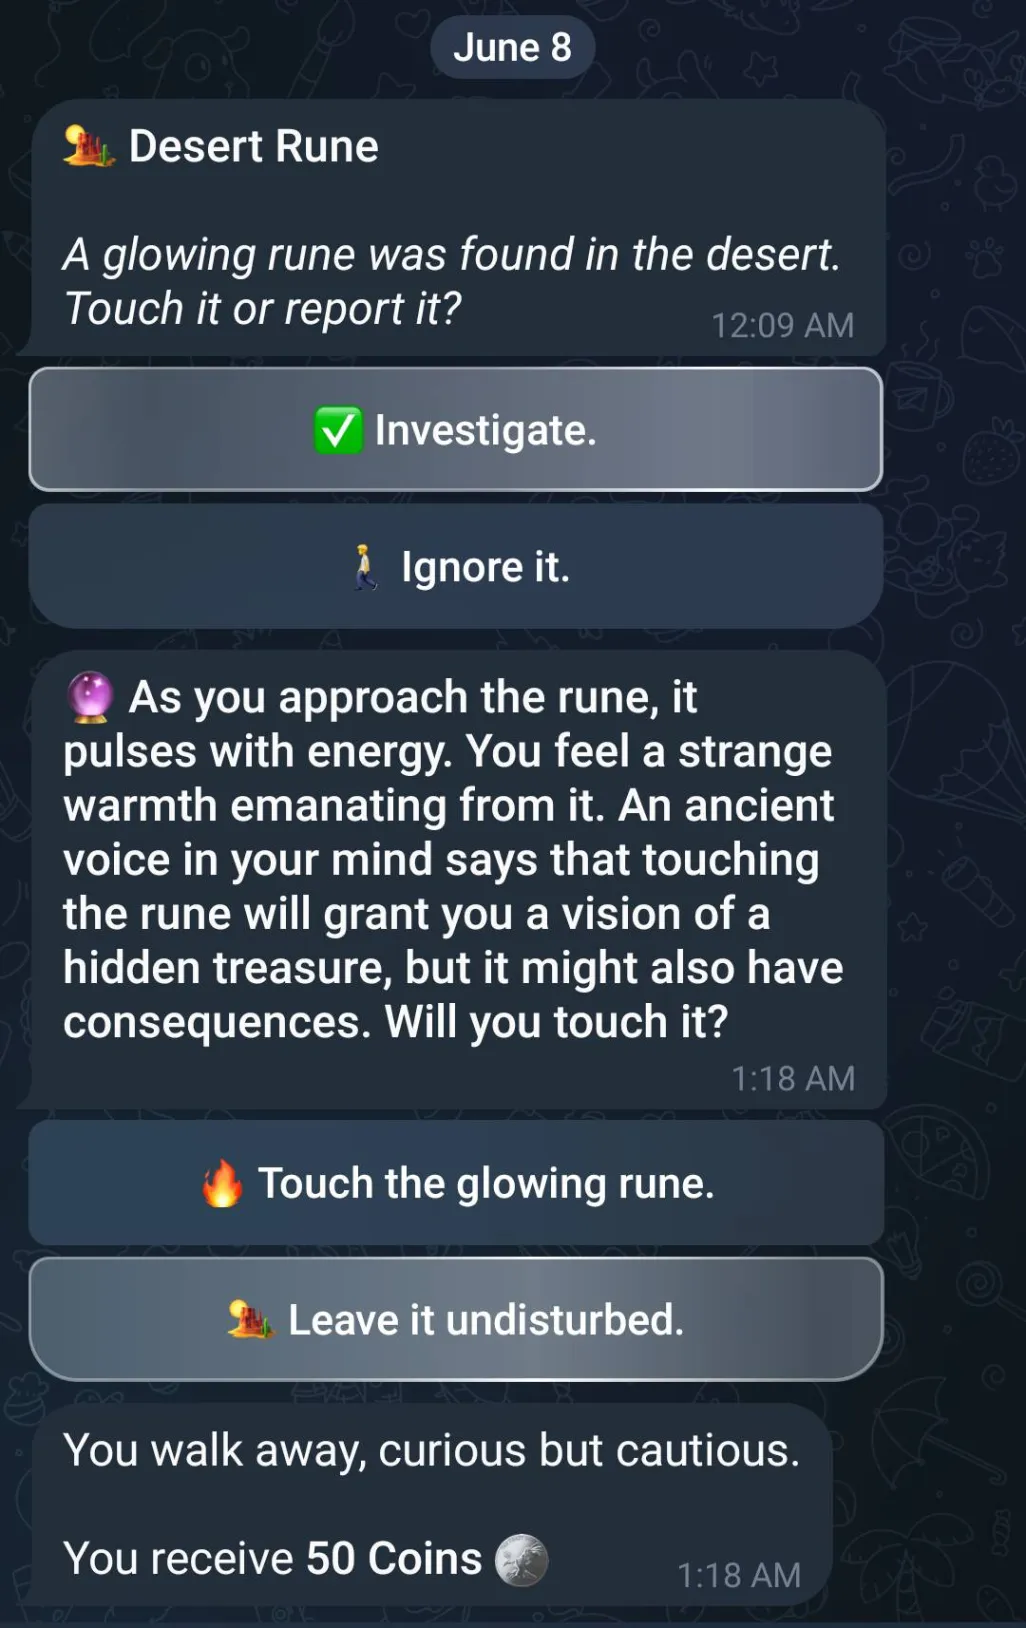 June 8
🏜️ Desert Rune
A glowing rune was found in the desert.
Touch it or report it?
12:09 AM
✅ Investigate.
🚶 Ignore it.
🔮 As you approach the rune, it
pulses with energy. You feel a strange
warmth emanating from it. An ancient
voice in your mind says that touching
the rune will grant you a vision of a
hidden treasure, but it might also have
consequences. Will you touch it?
1:18 AM
🔥 Touch the glowing rune.
🏜️ Leave it undisturbed.
You walk away, curious but cautious.
You receive 50 Coins
1:18 AM